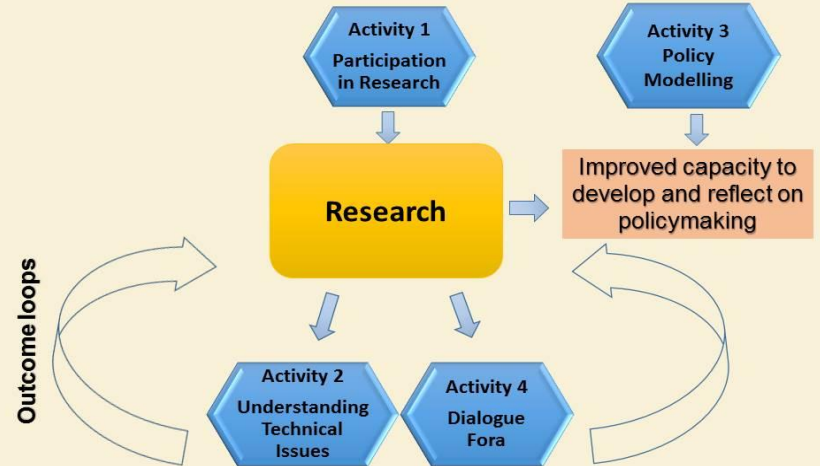 Activity 1
Participation
in Research
Activity 3
Policy
Modelling
Research
Improved capacity to
develop and reflect on
policymaking
Outcome loops
Activity 2
Understanding
Technical
Issues
Activity 4
Dialogue
Fora